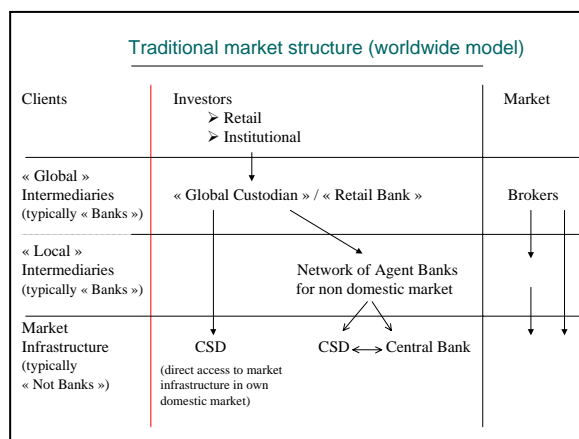 Traditional market structure (worldwide model)
Clients
Investors
Market
➢ Retail
➢ Institutional
« Global »
Intermediaries
(typically « Banks »)
« Global Custodian » / « Retail Bank »
Brokers
« Local »
Intermediaries
(typically « Banks »)
Network of Agent Banks
for non domestic market
Market
Infrastructure
(typically
« Not Banks »)
CSD
(direct access to market
infrastructure in own
domestic market)
CSD
Central Bank